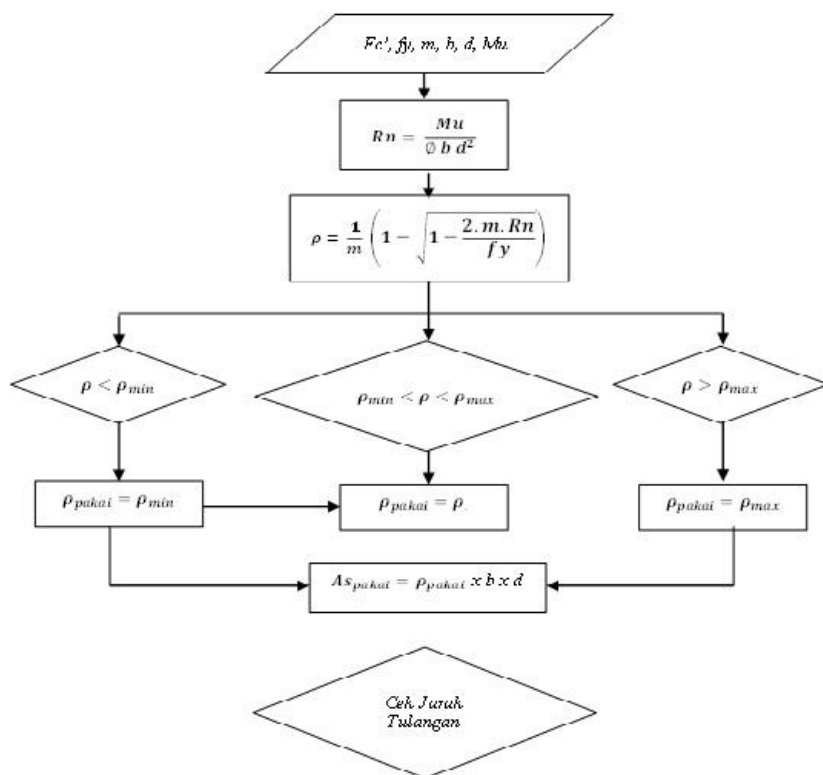 Fc', fy, m, b, d, Mu
Rn = Mu / Ø b d²
ρ = 1/m (1 − √(1 − 2. m. Rn / fy))
ρ < ρmin
ρmin < ρ < ρmax
ρ > ρmax
ρpakai = ρmin
ρpakai = ρ.
ρpakai = ρmax
Aspakai = ρpakai x b x d
Cek Jarak
Tulangan